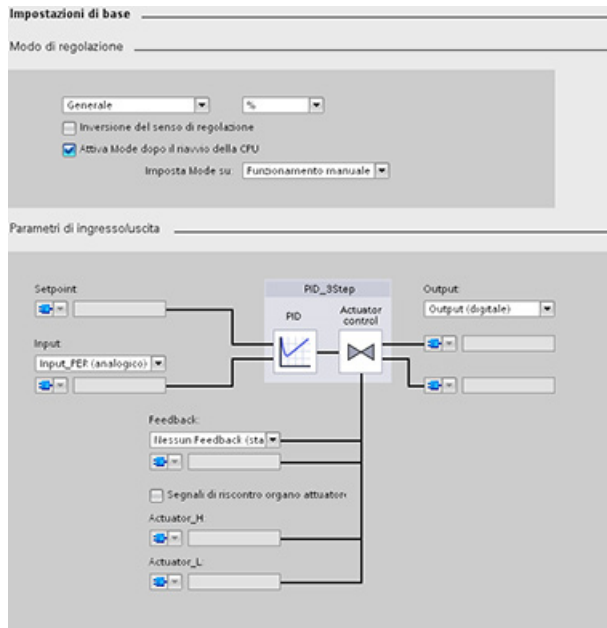 Impostazioni di base
Modo di regolazione
Generale %
Inversione del senso di regolazione
Attiva Mode dopo il riavvio della CPU
Imposta Mode su: Funzionamento manuale
Parametri di ingresso/uscita
Setpoint:
PID_3Step
Output:
PID
Actuator control
Output (digitale)
Input:
Input_PER (analogico)
Feedback:
Nessun Feedback (sta
Segnali di riscontro organo attuatore
Actuator_H:
Actuator_L: